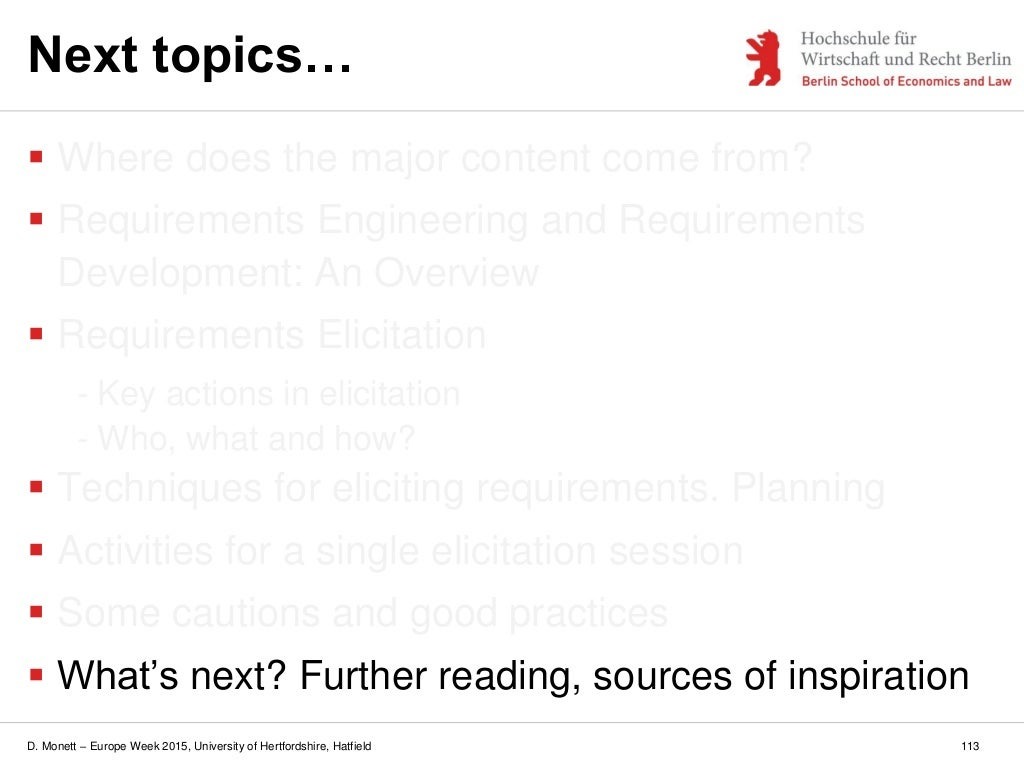 Next topics…
Hochschule für
Wirtschaft und Recht Berlin
Berlin School of Economics and Law
▪ Where does the major content come from?
▪ Requirements Engineering and Requirements
Development: An Overview
▪ Requirements Elicitation
- Key actions in elicitation
- Who, what and how?
▪ Techniques for eliciting requirements. Planning
▪ Activities for a single elicitation session
▪ Some cautions and good practices
▪ What’s next? Further reading, sources of inspiration
D. Monett – Europe Week 2015, University of Hertfordshire, Hatfield
113